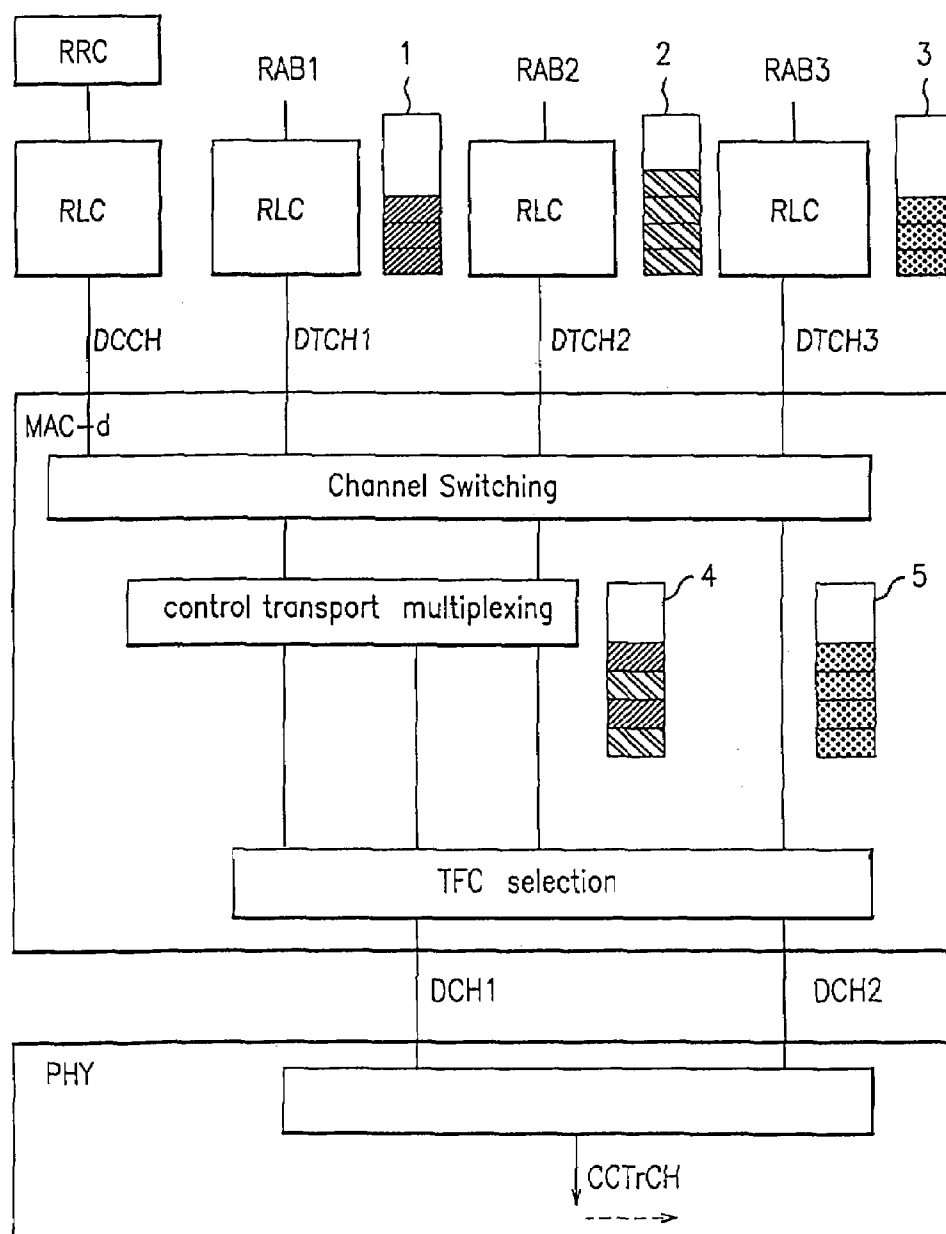 RRC
RAB1
1
RAB2
2
RAB3
3
RLC
RLC
RLC
RLC
DCCH
DTCH1
DTCH2
DTCH3
MAC-d
Channel Switching
control transport multiplexing
4
5
TFC selection
DCH1
DCH2
PHY
CCTrCH